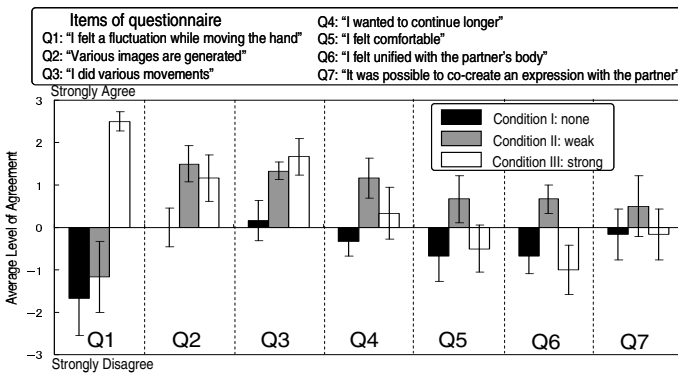 Items of questionnaire
Q1: “I felt a fluctuation while moving the hand”
Q2: “Various images are generated”
Q3: “I did various movements”
Q4: “I wanted to continue longer”
Q5: “I felt comfortable”
Q6: “I felt unified with the partner’s body”
Q7: “It was possible to co-create an expression with the partner”
Strongly Agree
3
2
1
0
−1
−2
−3
Average Level of Agreement
Condition I: none
Condition II: weak
Condition III: strong
Q1 Q2 Q3 Q4 Q5 Q6 Q7
Strongly Disagree